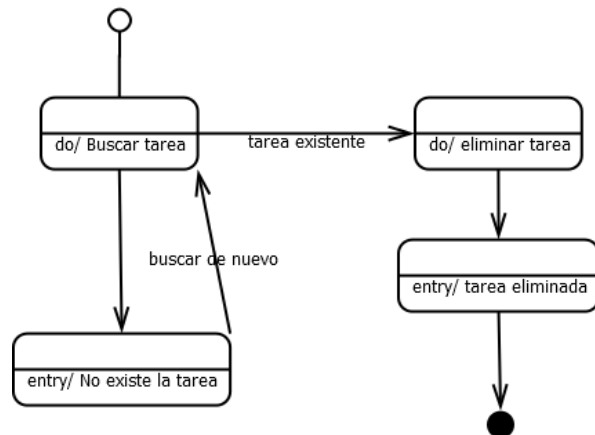 do/ Buscar tarea
tarea existente
do/ eliminar tarea
buscar de nuevo
entry/ tarea eliminada
entry/ No existe la tarea